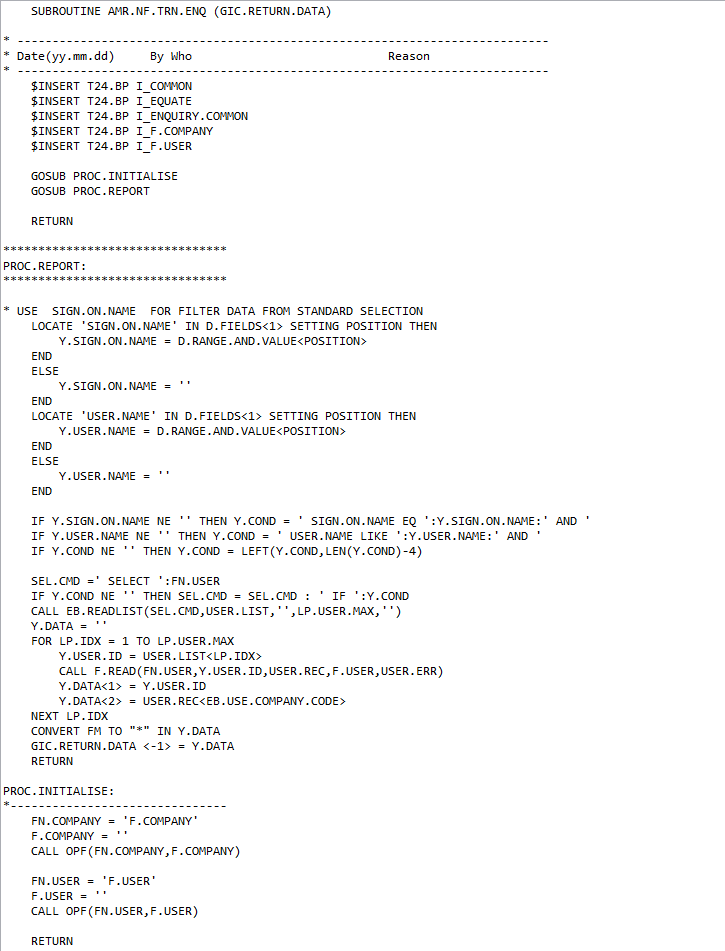 SUBROUTINE AMR.NF.TRN.ENQ (GIC.RETURN.DATA)

* ----------------------------------------------------------------------------
* Date(yy.mm.dd)     By Who                            Reason
* ----------------------------------------------------------------------------
    $INSERT T24.BP I_COMMON
    $INSERT T24.BP I_EQUATE
    $INSERT T24.BP I_ENQUIRY.COMMON
    $INSERT T24.BP I_F.COMPANY
    $INSERT T24.BP I_F.USER

    GOSUB PROC.INITIALISE
    GOSUB PROC.REPORT

    RETURN

********************************
PROC.REPORT:
********************************

* USE  SIGN.ON.NAME  FOR FILTER DATA FROM STANDARD SELECTION
    LOCATE 'SIGN.ON.NAME' IN D.FIELDS<1> SETTING POSITION THEN
        Y.SIGN.ON.NAME = D.RANGE.AND.VALUE<POSITION>
    END
    ELSE
        Y.SIGN.ON.NAME = ''
    END
    LOCATE 'USER.NAME' IN D.FIELDS<1> SETTING POSITION THEN
        Y.USER.NAME = D.RANGE.AND.VALUE<POSITION>
    END
    ELSE
        Y.USER.NAME = ''
    END

    IF Y.SIGN.ON.NAME NE '' THEN Y.COND = ' SIGN.ON.NAME EQ ':Y.SIGN.ON.NAME:' AND '
    IF Y.USER.NAME NE '' THEN Y.COND = ' USER.NAME LIKE ':Y.USER.NAME:' AND '
    IF Y.COND NE '' THEN Y.COND = LEFT(Y.COND,LEN(Y.COND)-4)

    SEL.CMD =' SELECT ':FN.USER
    IF Y.COND NE '' THEN SEL.CMD = SEL.CMD : ' IF ':Y.COND
    CALL EB.READLIST(SEL.CMD,USER.LIST,'',LP.USER.MAX,'')
    Y.DATA = ''
    FOR LP.IDX = 1 TO LP.USER.MAX
        Y.USER.ID = USER.LIST<LP.IDX>
        CALL F.READ(FN.USER,Y.USER.ID,USER.REC,F.USER,USER.ERR)
        Y.DATA<1> = Y.USER.ID
        Y.DATA<2> = USER.REC<EB.USE.COMPANY.CODE>
    NEXT LP.IDX
    CONVERT FM TO "*" IN Y.DATA
    GIC.RETURN.DATA <-1> = Y.DATA
    RETURN

PROC.INITIALISE:
*-------------------------------
    FN.COMPANY = 'F.COMPANY'
    F.COMPANY = ''
    CALL OPF(FN.COMPANY,F.COMPANY)

    FN.USER = 'F.USER'
    F.USER = ''
    CALL OPF(FN.USER,F.USER)

    RETURN